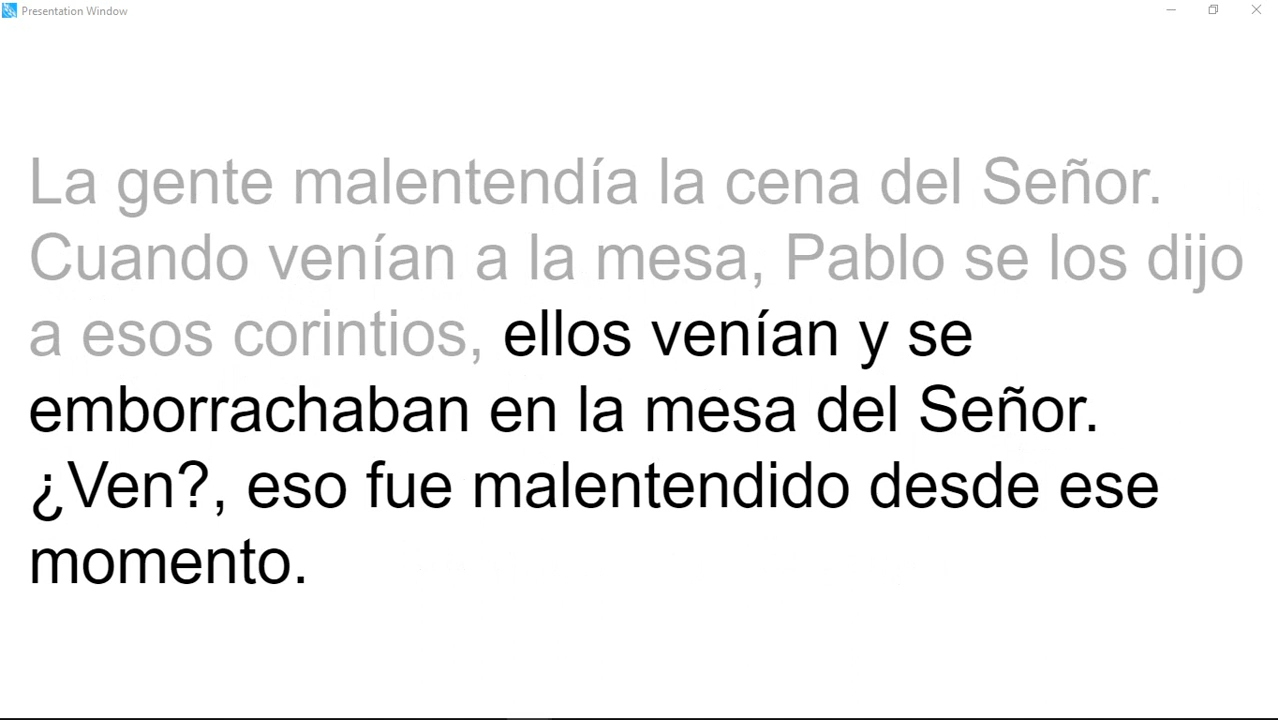 Presentation Window
La gente malentendía la cena del Señor.
Cuando venían a la mesa, Pablo se los dijo
a esos corintios, ellos venían y se
emborrachaban en la mesa del Señor.
¿Ven?, eso fue malentendido desde ese
momento.